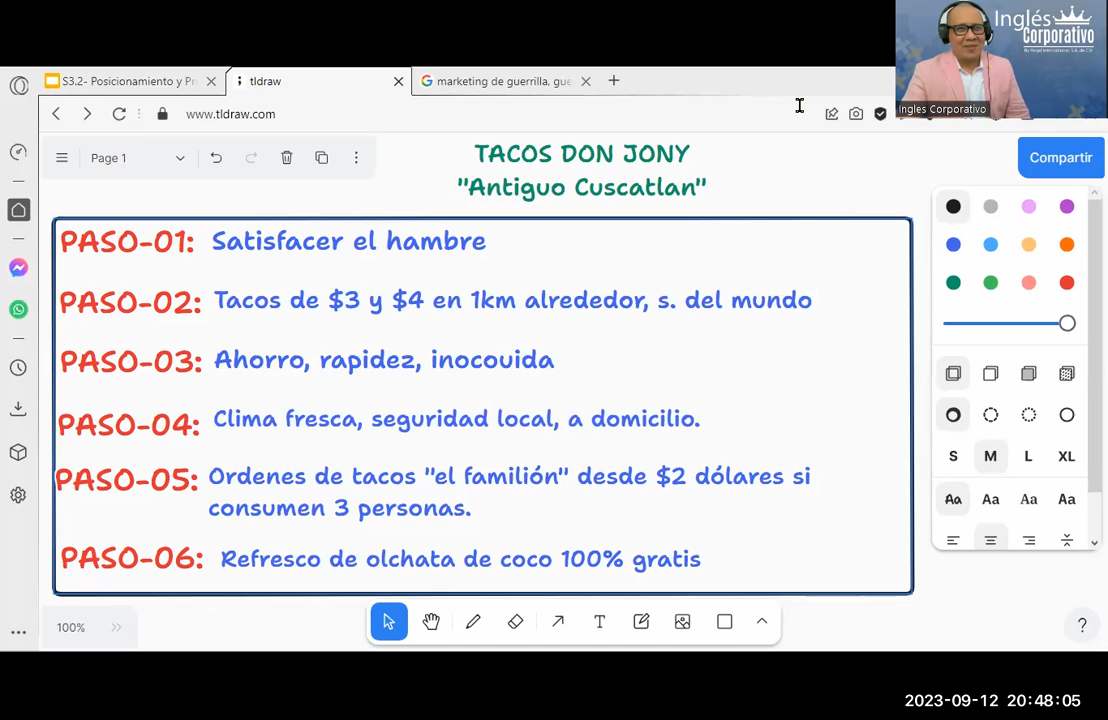 Inglés
Corporativo
By Regal International, S.A. de C.V.
Ingles Corporativo
S3.2- Posicionamiento y Pr
tldraw
marketing de guerrilla, gue
www.tldraw.com
Page 1
Compartir
TACOS DON JONY
"Antiguo Cuscatlan"
PASO-01: Satisfacer el hambre
PASO-02: Tacos de $3 y $4 en 1km alrededor, s. del mundo
PASO-03: Ahorro, rapidez, inocouida
PASO-04: Clima fresca, seguridad local, a domicilio.
PASO-05: Ordenes de tacos "el familión" desde $2 dólares si
consumen 3 personas.
PASO-06: Refresco de olchata de coco 100% gratis
S M L XL
Aa Aa Aa Aa
100%
T
?
2023-09-12 20:48:05